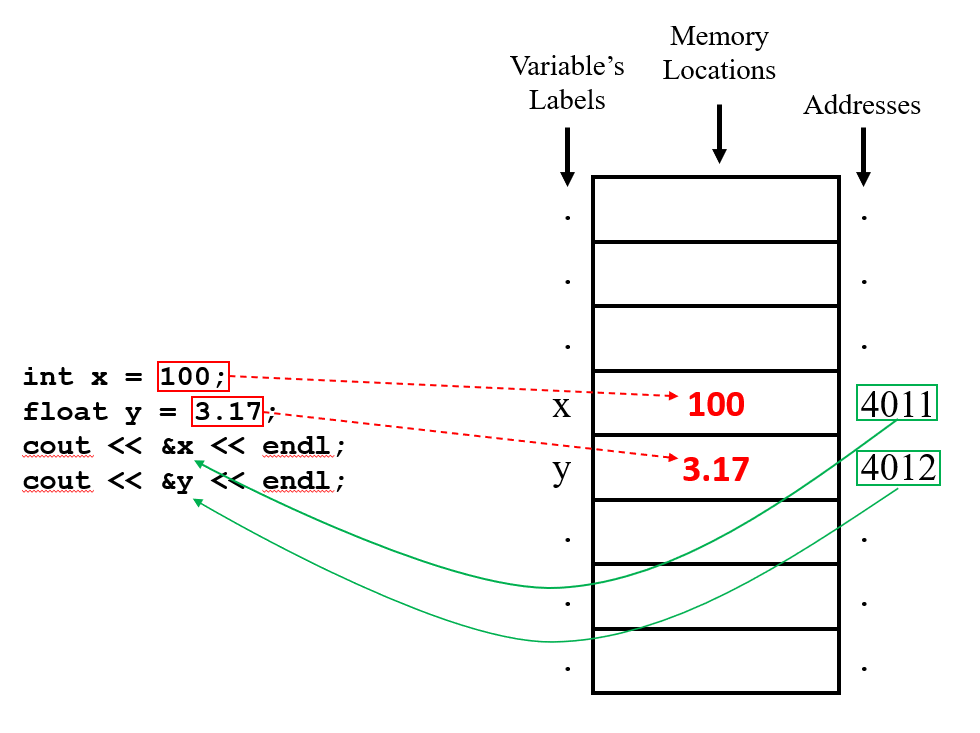 Variable's
Labels
Memory
Locations
Addresses
int x = 100;
float y = 3.17;
cout << &x << endl;
cout << &y << endl;
. .
. .
. .
x 100 4011
y 3.17 4012
. .
. .
. .